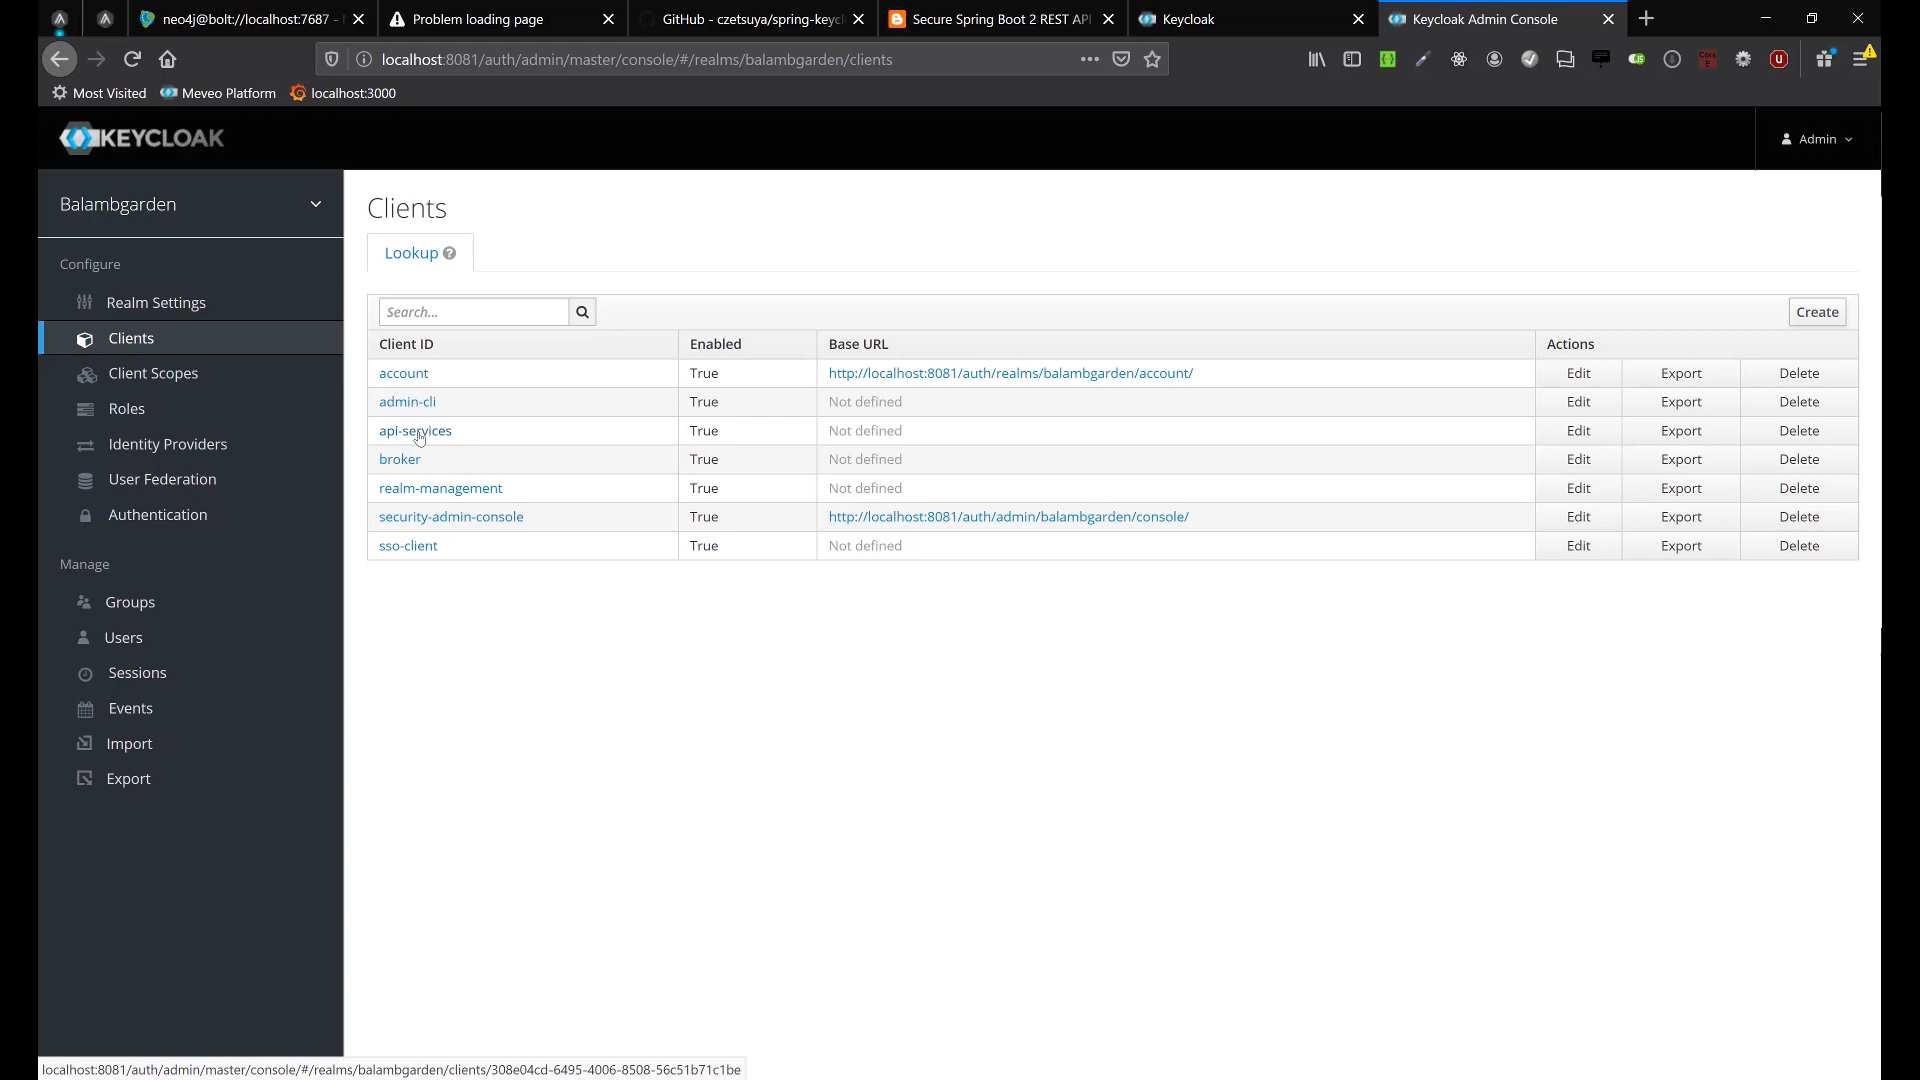 neo4j@bolt://localhost:7687 -
Problem loading page
GitHub - czetsuya/spring-keycl
Secure Spring Boot 2 REST API
Keycloak
Keycloak Admin Console
localhost:8081/auth/admin/master/console/#/realms/balambgarden/clients
Most Visited
Meveo Platform
localhost:3000
KEYCLOAK
Admin
Balambgarden
Configure
Realm Settings
Clients
Client Scopes
Roles
Identity Providers
User Federation
Authentication
Manage
Groups
Users
Sessions
Events
Import
Export
Clients
Lookup
Search...
Create
Client ID Enabled Base URL Actions
account True http://localhost:8081/auth/realms/balambgarden/account/ Edit Export Delete
admin-cli True Not defined Edit Export Delete
api-services True Not defined Edit Export Delete
broker True Not defined Edit Export Delete
realm-management True Not defined Edit Export Delete
security-admin-console True http://localhost:8081/auth/admin/balambgarden/console/ Edit Export Delete
sso-client True Not defined Edit Export Delete
localhost:8081/auth/admin/master/console/#/realms/balambgarden/clients/308e04cd-6495-4006-8508-56c51b71c1be